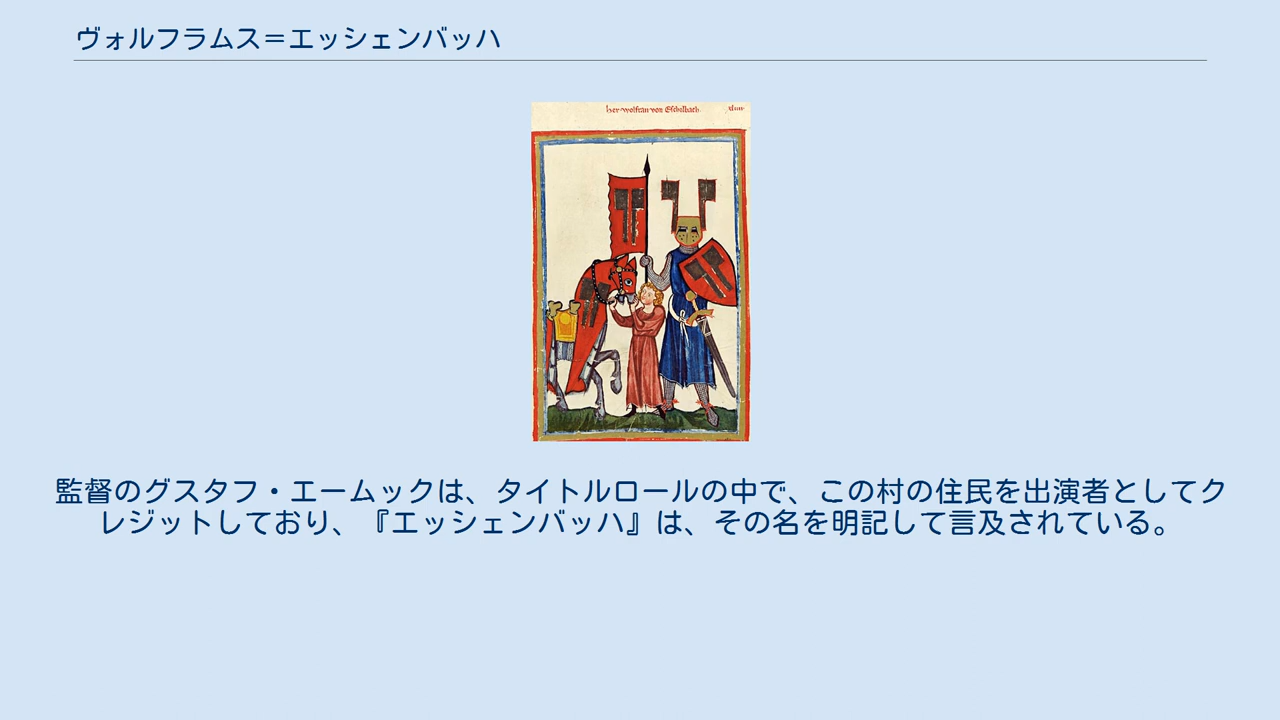 ヴォルフラムス＝エッシェンバッハ
her wolfran von Eschelbach.
監督のグスタフ・エームックは、タイトルロールの中で、この村の住民を出演者としてク
レジットしており、『エッシェンバッハ』は、その名を明記して言及されている。